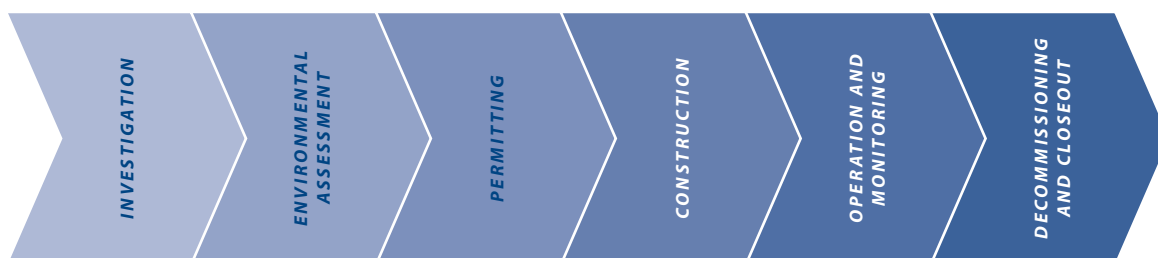 INVESTIGATION
ENVIRONMENTAL
ASSESSMENT
PERMITTING
CONSTRUCTION
OPERATION AND
MONITORING
DECOMMISSIONING
AND CLOSEOUT